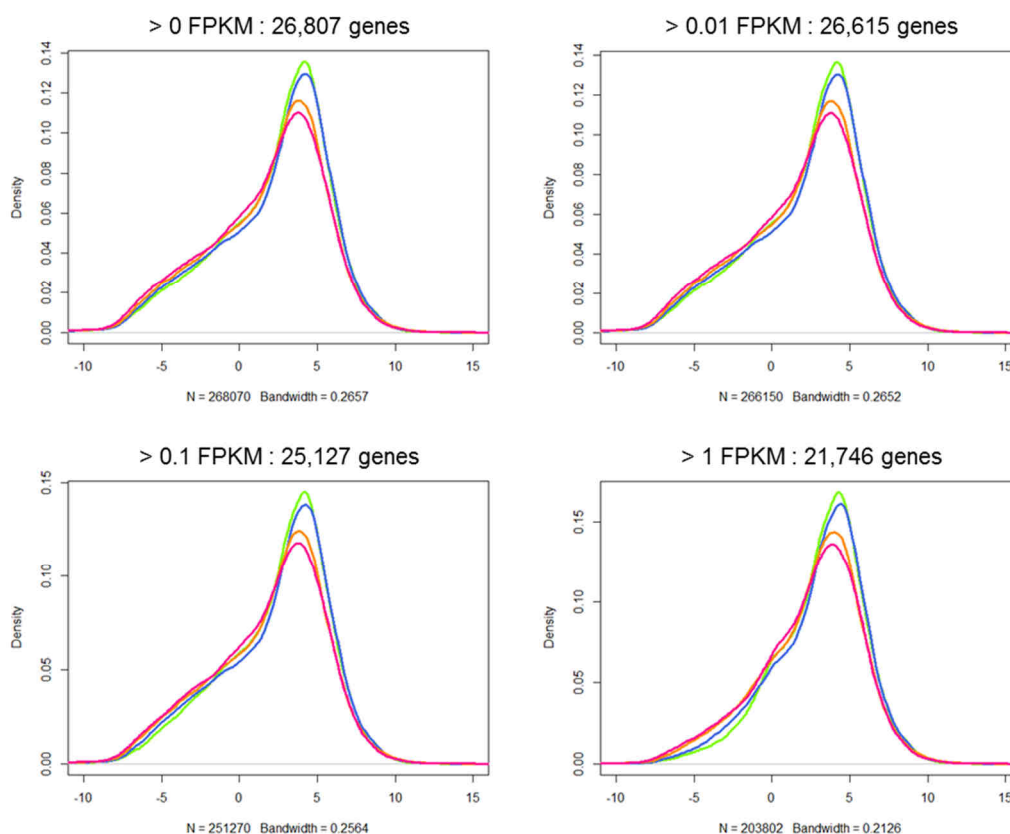 > 0 FPKM : 26,807 genes
> 0.01 FPKM : 26,615 genes
Density
0.00 0.02 0.04 0.06 0.08 0.10 0.12 0.14
-10 -5 0 5 10 15
N = 268070 Bandwidth = 0.2657
Density
0.00 0.02 0.04 0.06 0.08 0.10 0.12 0.14
-10 -5 0 5 10 15
N = 266150 Bandwidth = 0.2652
> 0.1 FPKM : 25,127 genes
> 1 FPKM : 21,746 genes
Density
0.00 0.05 0.10 0.15
-10 -5 0 5 10 15
N = 251270 Bandwidth = 0.2564
Density
0.00 0.05 0.10 0.15
-10 -5 0 5 10 15
N = 203802 Bandwidth = 0.2126